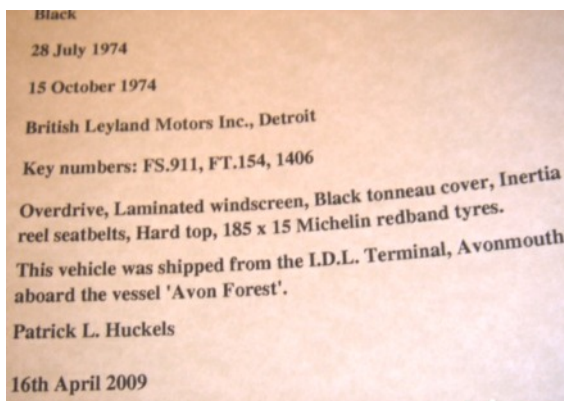 Black
28 July 1974
15 October 1974
British Leyland Motors Inc., Detroit
Key numbers: FS.911, FT.154, 1406
Overdrive, Laminated windscreen, Black tonneau cover, Inertia
reel seatbelts, Hard top, 185 x 15 Michelin redband tyres.
This vehicle was shipped from the I.D.L. Terminal, Avonmouth
aboard the vessel 'Avon Forest'.
Patrick L. Huckels
16th April 2009